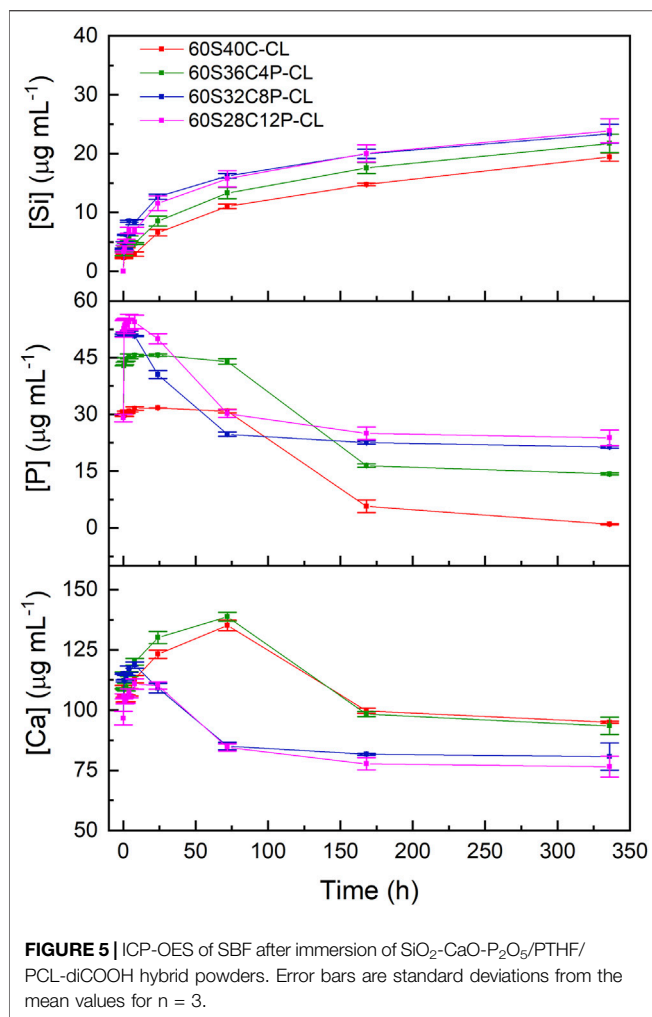 60S40C-CL
60S36C4P-CL
60S32C8P-CL
60S28C12P-CL
[Si] (µg mL⁻¹)
30
20
10
0
[P] (µg mL⁻¹)
60
45
30
15
0
[Ca] (µg mL⁻¹)
150
125
100
75
50
0 50 100 150 200 250 300 350
Time (h)
FIGURE 5 | ICP-OES of SBF after immersion of SiO₂-CaO-P₂O₅/PTHF/
PCL-diCOOH hybrid powders. Error bars are standard deviations from the
mean values for n = 3.